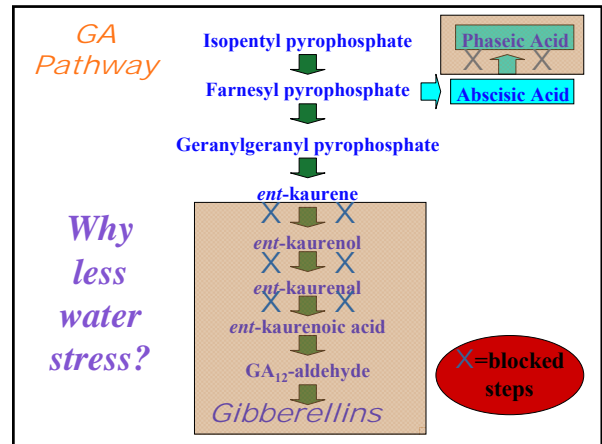 GA
Pathway
Isopentyl pyrophosphate
Phaseic Acid
X X
Farnesyl pyrophosphate
Abscisic Acid
Geranylgeranyl pyrophosphate
ent-kaurene
X X
ent-kaurenol
X X
ent-kaurenal
X X
ent-kaurenoic acid
GA₁₂-aldehyde
Gibberellins
Why
less
water
stress?
X=blocked
steps